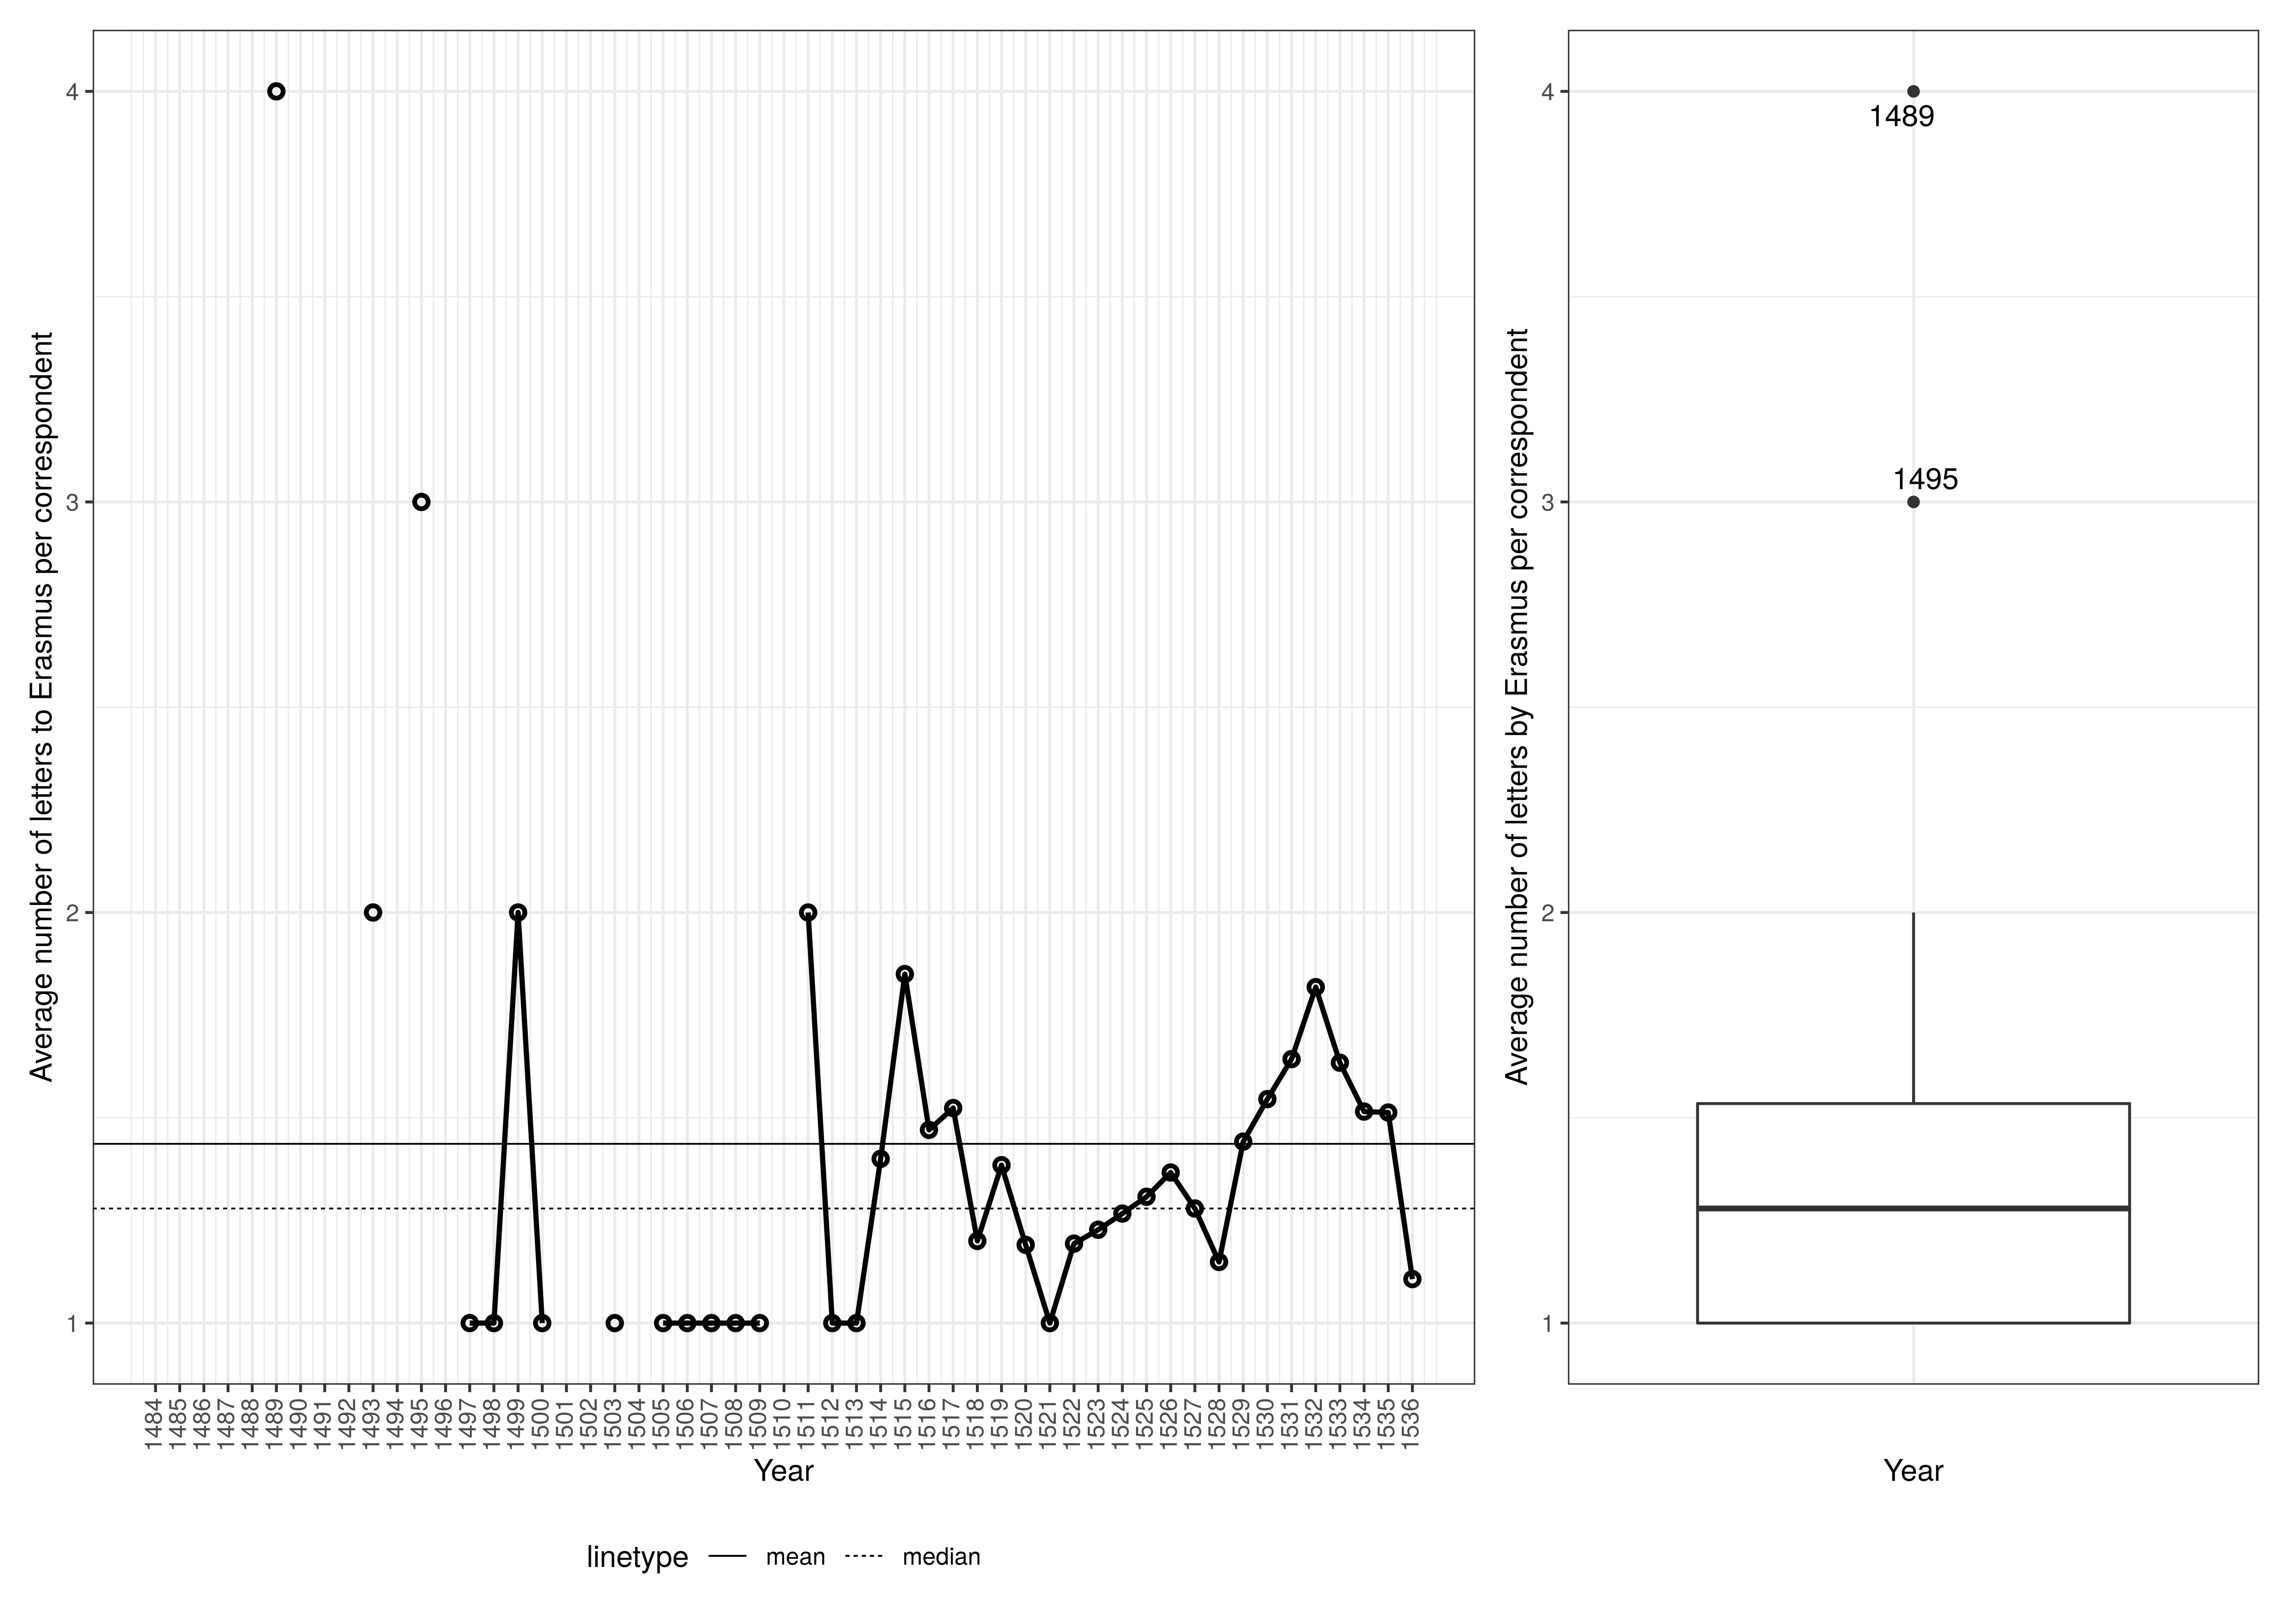 Average number of letters to Erasmus per correspondent
4
3
2
1
1484 1485 1486 1487 1488 1489 1490 1491 1492 1493 1494 1495 1496 1497 1498 1499 1500 1501 1502 1503 1504 1505 1506 1507 1508 1509 1510 1511 1512 1513 1514 1515 1516 1517 1518 1519 1520 1521 1522 1523 1524 1525 1526 1527 1528 1529 1530 1531 1532 1533 1534 1535 1536
Year
linetype mean median
Average number of letters by Erasmus per correspondent
4
3
2
1
1489
1495
Year